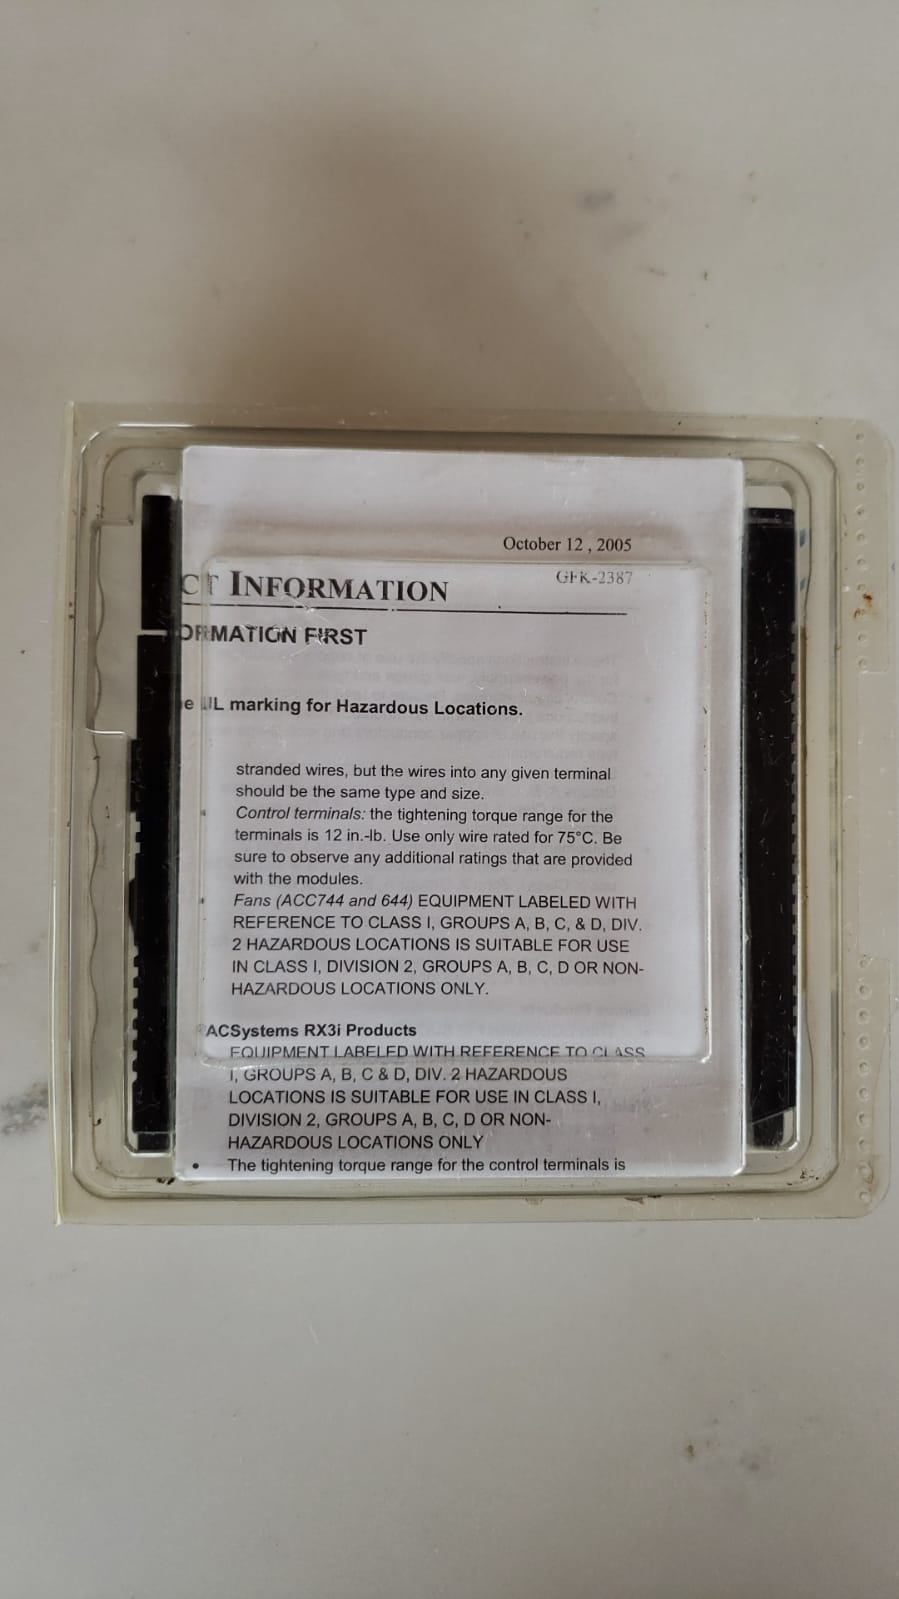 October 12 , 2005
CT INFORMATION
GFK-2387
ORMATION FIRST
e UL marking for Hazardous Locations.
stranded wires, but the wires into any given terminal
should be the same type and size.
Control terminals: the tightening torque range for the
terminals is 12 in.-lb. Use only wire rated for 75°C. Be
sure to observe any additional ratings that are provided
with the modules.
Fans (ACC744 and 644) EQUIPMENT LABELED WITH
REFERENCE TO CLASS I, GROUPS A, B, C, & D, DIV.
2 HAZARDOUS LOCATIONS IS SUITABLE FOR USE
IN CLASS I, DIVISION 2, GROUPS A, B, C, D OR NON-
HAZARDOUS LOCATIONS ONLY.
ACSystems RX3i Products
EQUIPMENT LABELED WITH REFERENCE TO CLASS
I, GROUPS A, B, C & D, DIV. 2 HAZARDOUS
LOCATIONS IS SUITABLE FOR USE IN CLASS I,
DIVISION 2, GROUPS A, B, C, D OR NON-
HAZARDOUS LOCATIONS ONLY
• The tightening torque range for the control terminals is